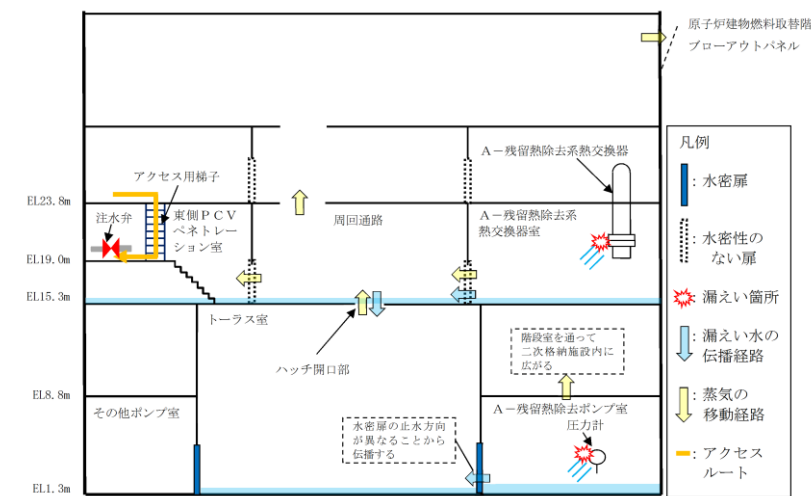 原子炉建物燃料取替階
ブローアウトパネル
凡例
: 水密扉
: 水密性の
ない扉
: 漏えい箇所
: 漏えい水の
伝播経路
: 蒸気の
移動経路
: アクセス
ルート
A-残留熱除去系熱交換器
アクセス用梯子
EL23.8m
注水弁
東側PCV
ペネトレー
ション室
周回通路
A-残留熱除去系
熱交換器室
EL19.0m
EL15.3m
トーラス室
ハッチ開口部
階段室を通って
二次格納施設内に
広がる
EL8.8m
その他ポンプ室
水密扉の止水方向
が異なることから
伝播する
A-残留熱除去ポンプ室
圧力計
EL1.3m